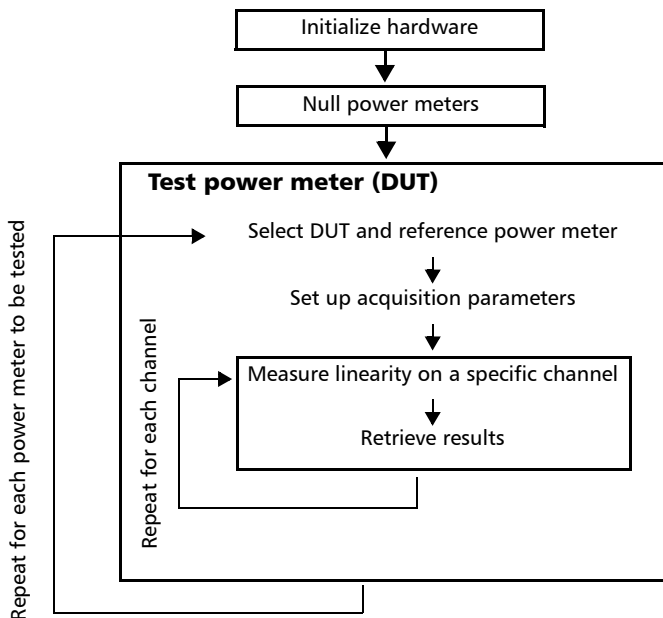 Initialize hardware
Null power meters
Test power meter (DUT)
Select DUT and reference power meter
Set up acquisition parameters
Measure linearity on a specific channel
Retrieve results
Repeat for each channel
Repeat for each power meter to be tested